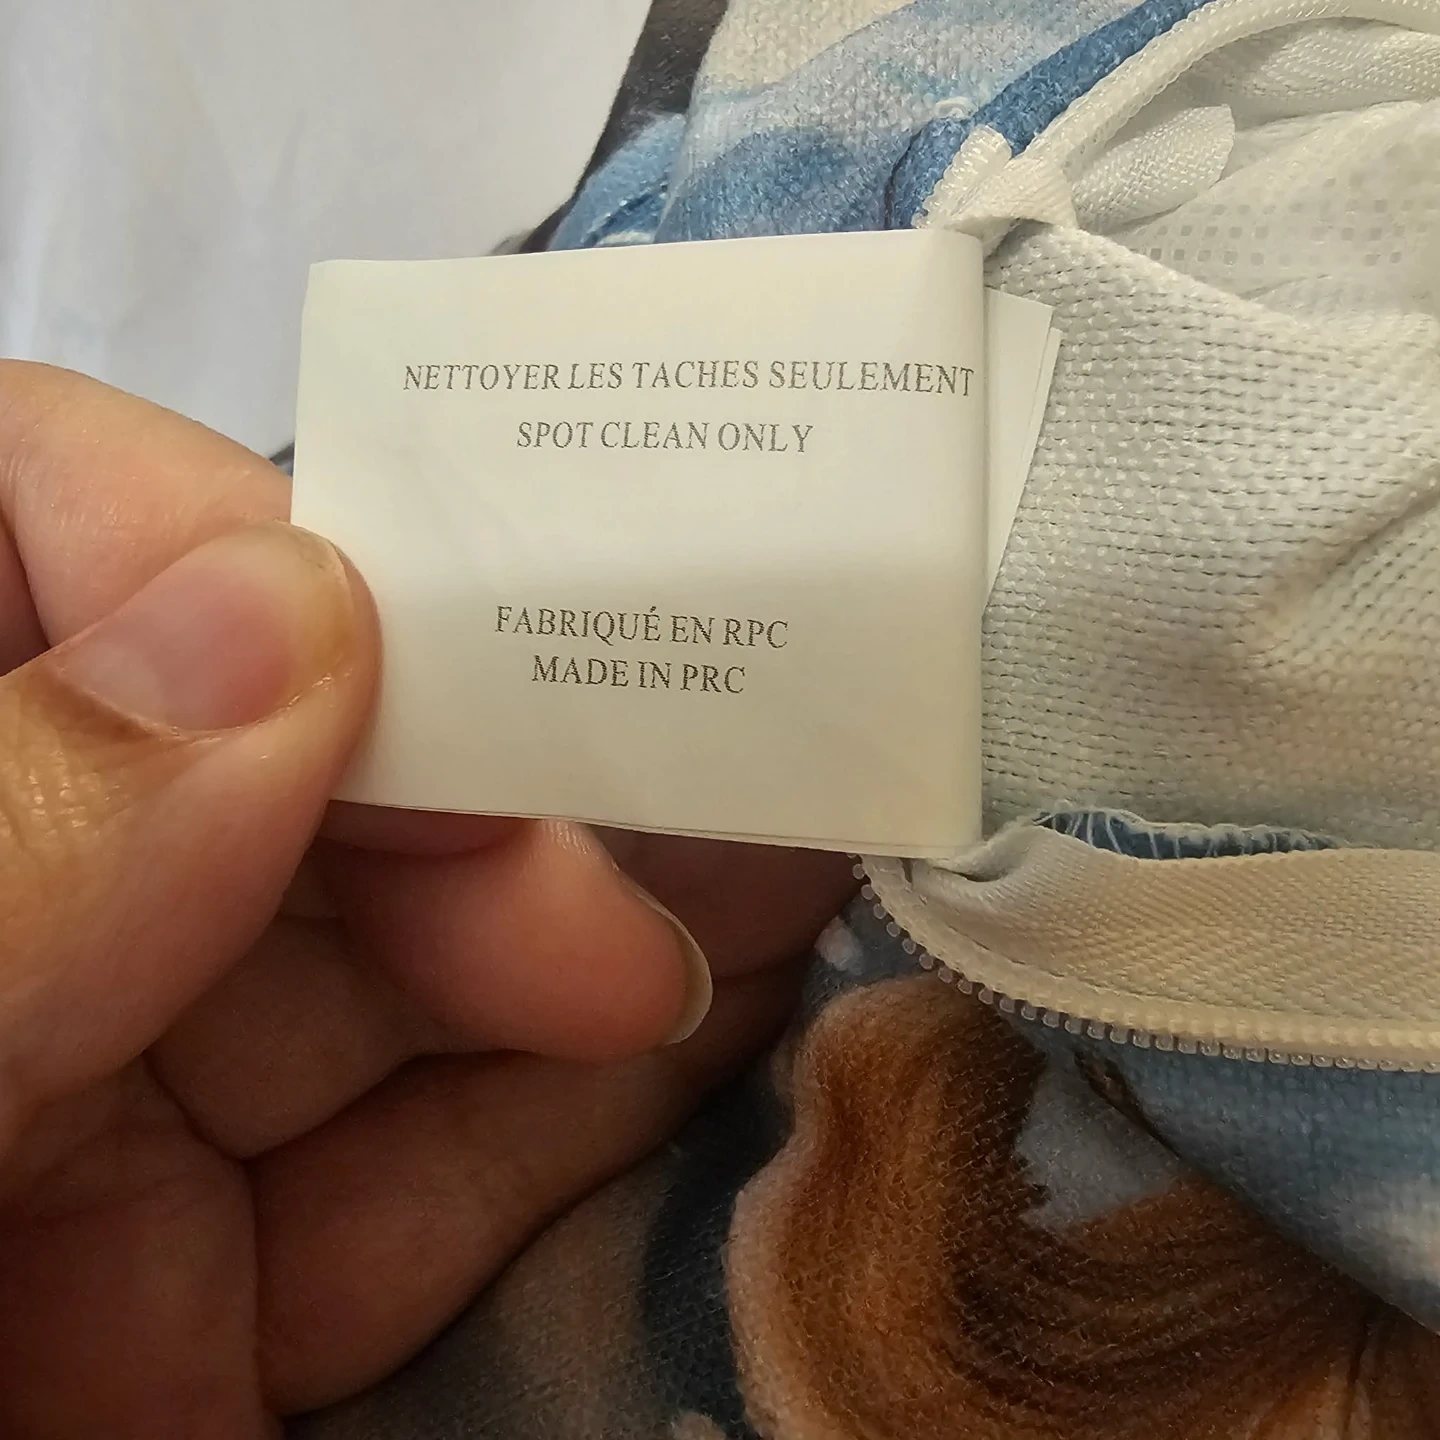 NETTOYER LES TACHES SEULEMENT
SPOT CLEAN ONLY
FABRIQUÉ EN RPC
MADE IN PRC